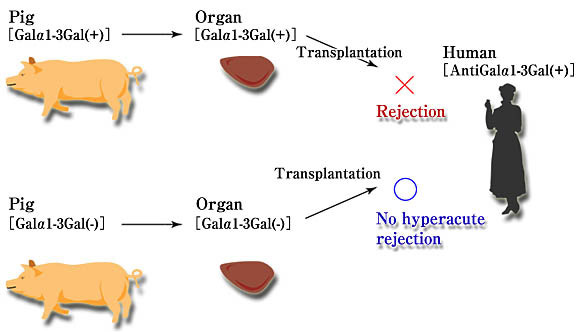 Pig
[Galα1-3Gal(+)]
Organ
[Galα1-3Gal(+)]
Transplantation
Human
[AntiGalα1-3Gal(+)]
Rejection
Pig
[Galα1-3Gal(-)]
Organ
[Galα1-3Gal(-)]
Transplantation
No hyperacute
rejection